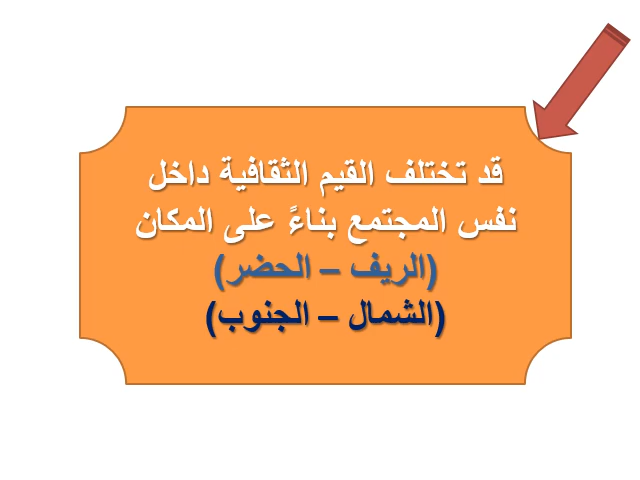 قد تختلف القيم الثقافية داخل
نفس المجتمع بناءً على المكان
(الريف – الحضر)
(الشمال – الجنوب)